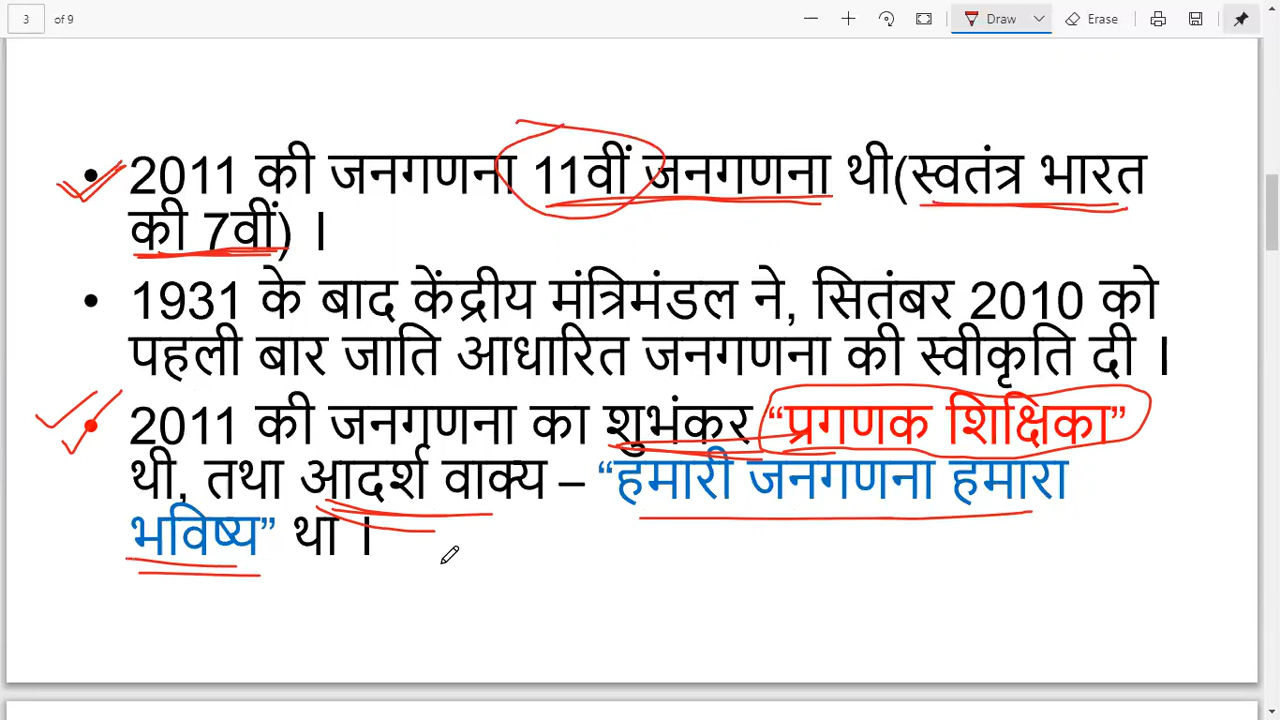 3 of 9 Draw Erase
• 2011 की जनगणना 11वीं जनगणना थी(स्वतंत्र भारत
की 7वीं) ।
• 1931 के बाद केंद्रीय मंत्रिमंडल ने, सितंबर 2010 को
पहली बार जाति आधारित जनगणना की स्वीकृति दी ।
• 2011 की जनगणना का शुभंकर “प्रगणक शिक्षिका”
थी, तथा आदर्श वाक्य – “हमारी जनगणना हमारा
भविष्य” था ।